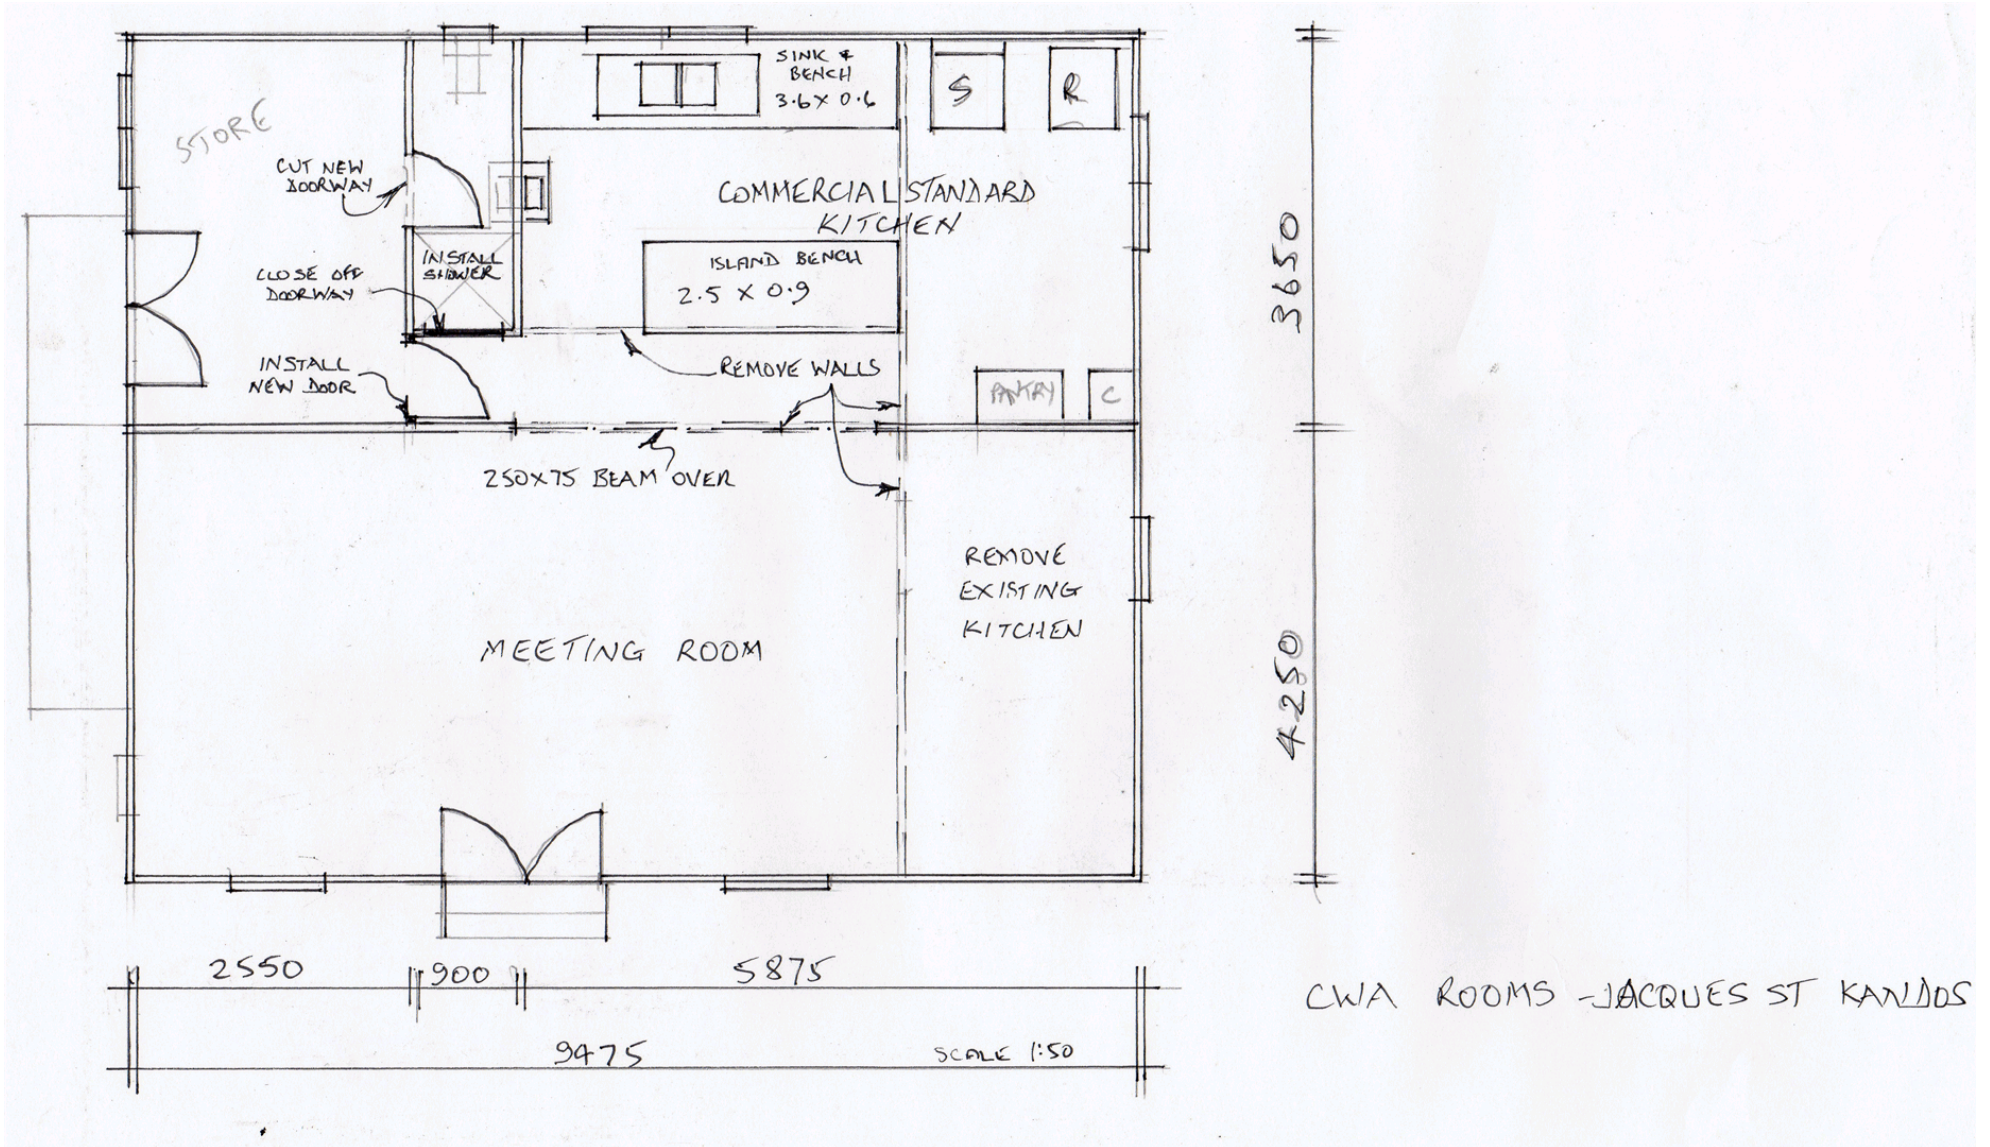 SINK &
BENCH
3.6 X 0.6
S
R
STORE
CUT NEW
DOORWAY
COMMERCIAL STANDARD
KITCHEN
INSTALL
SHOWER
ISLAND BENCH
2.5 X 0.9
CLOSE OFF
DOORWAY
3650
INSTALL
NEW DOOR
REMOVE WALLS
PANTRY
C
250X75 BEAM OVER
REMOVE
EXISTING
KITCHEN
MEETING ROOM
4250
2550
900
5875
9475
SCALE 1:50
CWA ROOMS - JACQUES ST KANDOS